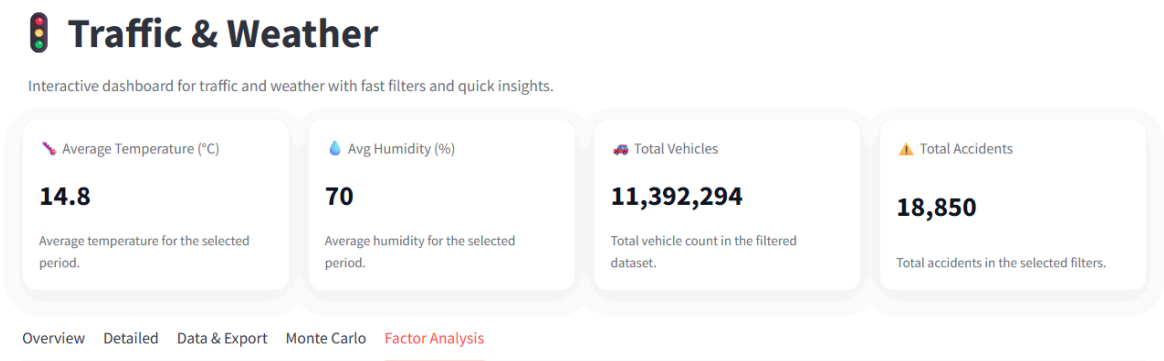 Traffic & Weather
Interactive dashboard for traffic and weather with fast filters and quick insights.
Average Temperature (°C)
14.8
Average temperature for the selected
period.
Avg Humidity (%)
70
Average humidity for the selected
period.
Total Vehicles
11,392,294
Total vehicle count in the filtered
dataset.
Total Accidents
18,850
Total accidents in the selected filters.
Overview Detailed Data & Export Monte Carlo Factor Analysis